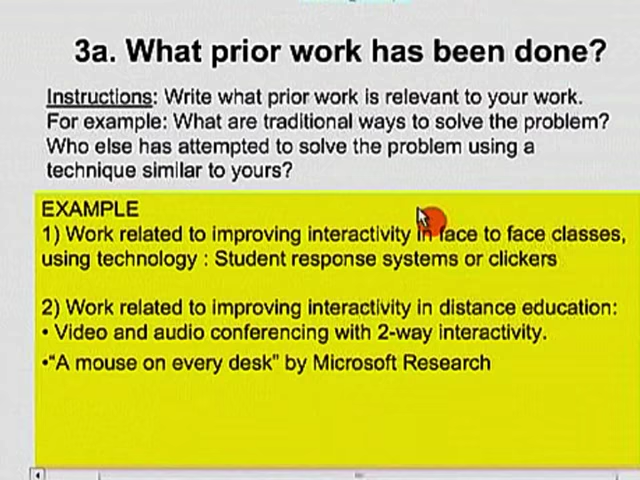 3a. What prior work has been done?
Instructions: Write what prior work is relevant to your work.
For example: What are traditional ways to solve the problem?
Who else has attempted to solve the problem using a
technique similar to yours?
EXAMPLE
1) Work related to improving interactivity in face to face classes,
using technology : Student response systems or clickers
2) Work related to improving interactivity in distance education:
• Video and audio conferencing with 2-way interactivity.
•“A mouse on every desk” by Microsoft Research